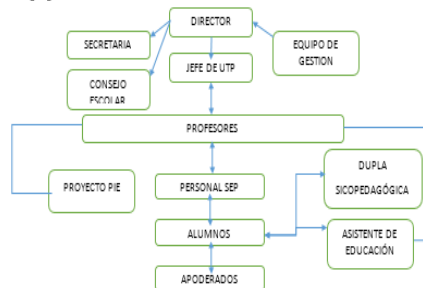 DIRECTOR
SECRETARIA
EQUIPO DE
GESTION
JEFE DE UTP
CONSEJO
ESCOLAR
PROFESORES
DUPLA
SICOPEDAGÓGICA
PROYECTO PIE
PERSONAL SEP
ALUMNOS
ASISTENTE DE
EDUCACIÓN
APODERADOS